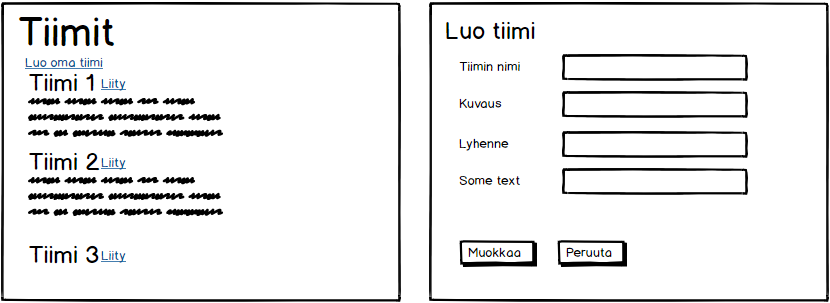 Tiimit
Luo oma tiimi
Tiimi 1 Liity
Tiimi 2 Liity
Tiimi 3 Liity
Luo tiimi
Tiimin nimi
Kuvaus
Lyhenne
Some text
Muokkaa Peruuta